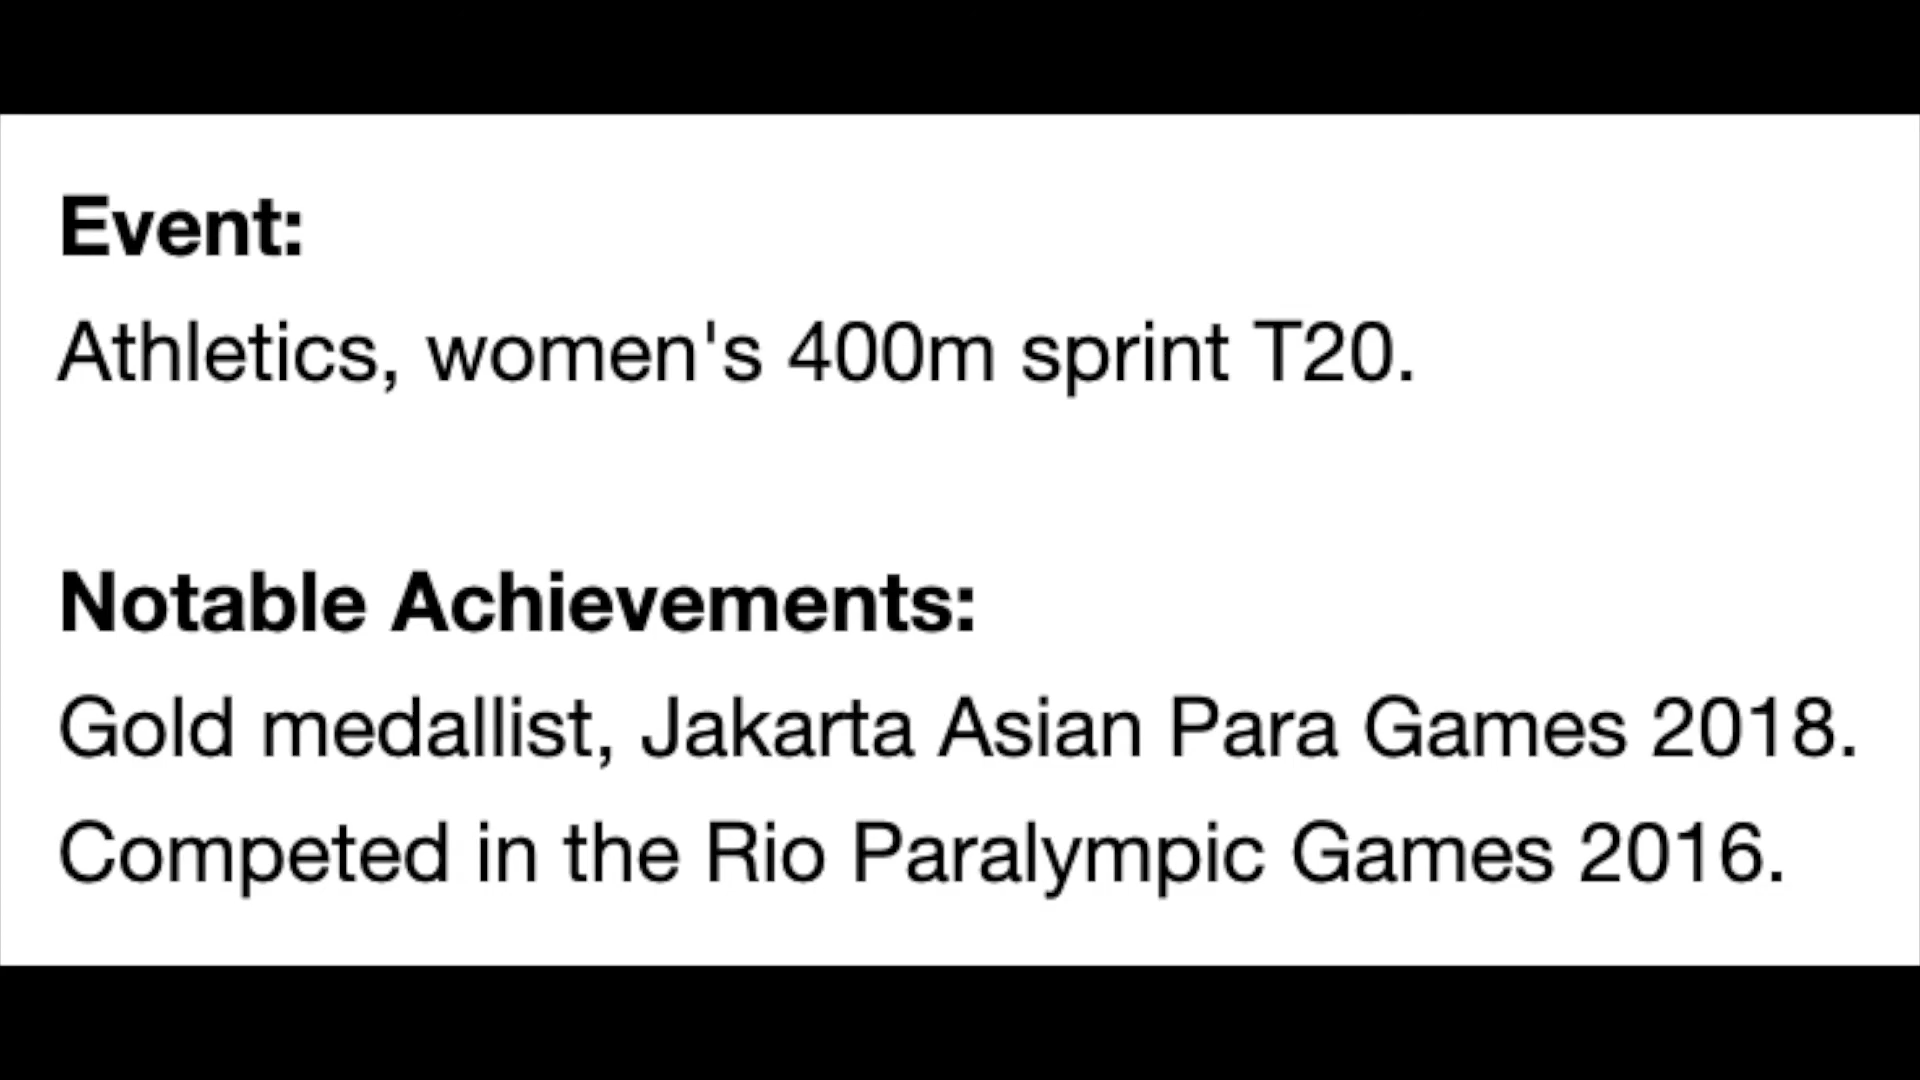 Event:
Athletics, women's 400m sprint T20.
Notable Achievements:
Gold medallist, Jakarta Asian Para Games 2018.
Competed in the Rio Paralympic Games 2016.